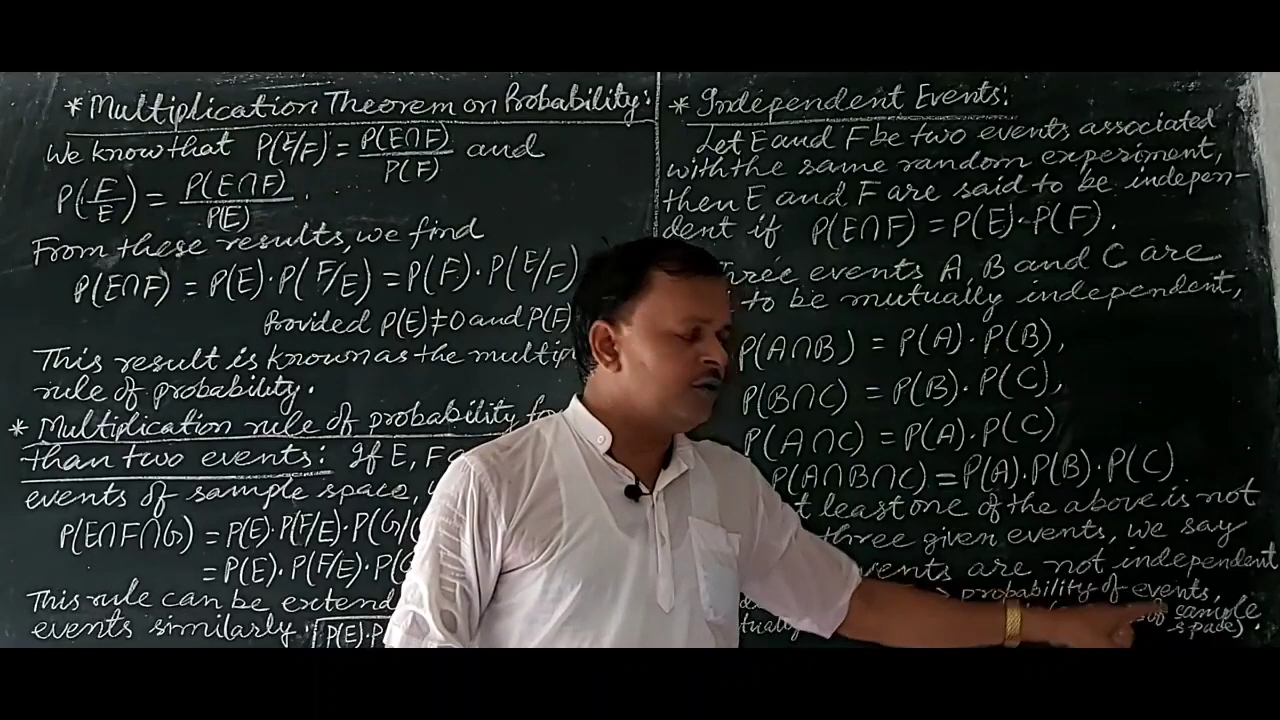 * Multiplication Theorem on Probability:
We know that P(E/F) = P(E∩F)/P(F) and
P(F/E) = P(E∩F)/P(E).
From these results, we find
P(E∩F) = P(E)·P(F/E) = P(F)·P(E/F)
Provided P(E)≠0 and P(F)
This result is known as the multip
rule of probability.
* Multiplication rule of probability fo
than two events: If E, F
events of sample space,
P(E∩F∩G) = P(E)·P(F/E)·P(G/
= P(E)·P(F/E)·P(
This rule can be extend
events similarly.
* Independent Events:
Let E and F be two events associated
with the same random experiment,
then E and F are said to be indepen-
dent if P(E∩F) = P(E)·P(F).
Three events A, B and C are
to be mutually independent,
P(A∩B) = P(A)·P(B),
P(B∩C) = P(B)·P(C),
P(A∩C) = P(A)·P(C)
P(A∩B∩C) = P(A).P(B)·P(C)
t least one of the above is not
three given events, we say
vents are not independent
probability of events,
of sample
space).